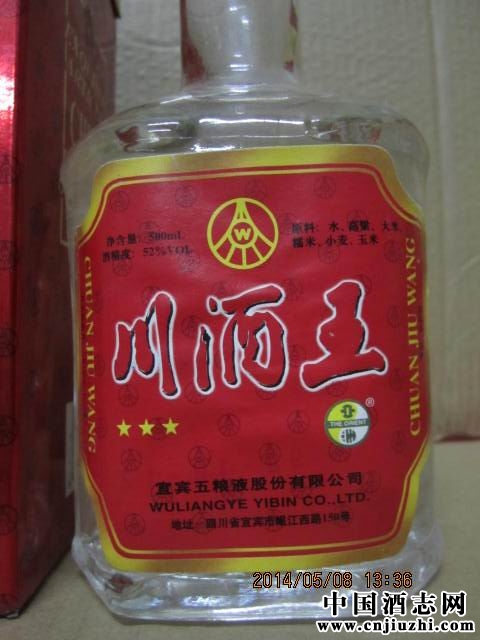 净含量: 500mL
酒精度: 52%VOL
原料: 水、高粱、大米、
糯米、小麦、玉米
W
CHUAN JIU WANG
CHUAN JIU WANG
川酒王
®
THE ORIENT
宜宾五粮液股份有限公司
WULIANGYE YIBIN CO.,LTD.
地址: 四川省宜宾市岷江西路150号
2014/05/08 13:36
中国酒志网
www.cnjiuzhi.com